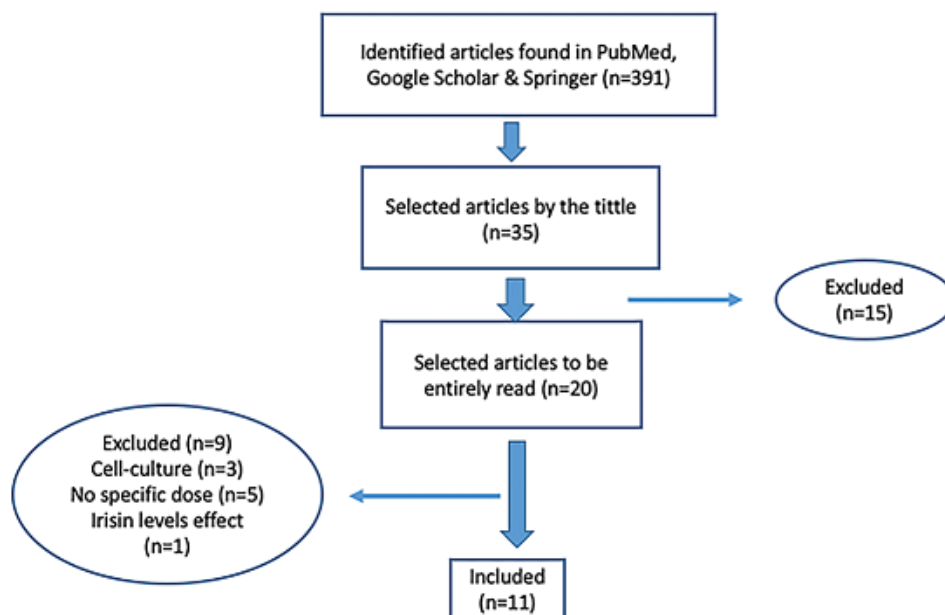 Identified articles found in PubMed,
Google Scholar & Springer (n=391)
Selected articles by the tittle
(n=35)
Excluded
(n=15)
Selected articles to be
entirely read (n=20)
Excluded (n=9)
Cell-culture (n=3)
No specific dose (n=5)
Irisin levels effect
(n=1)
Included
(n=11)